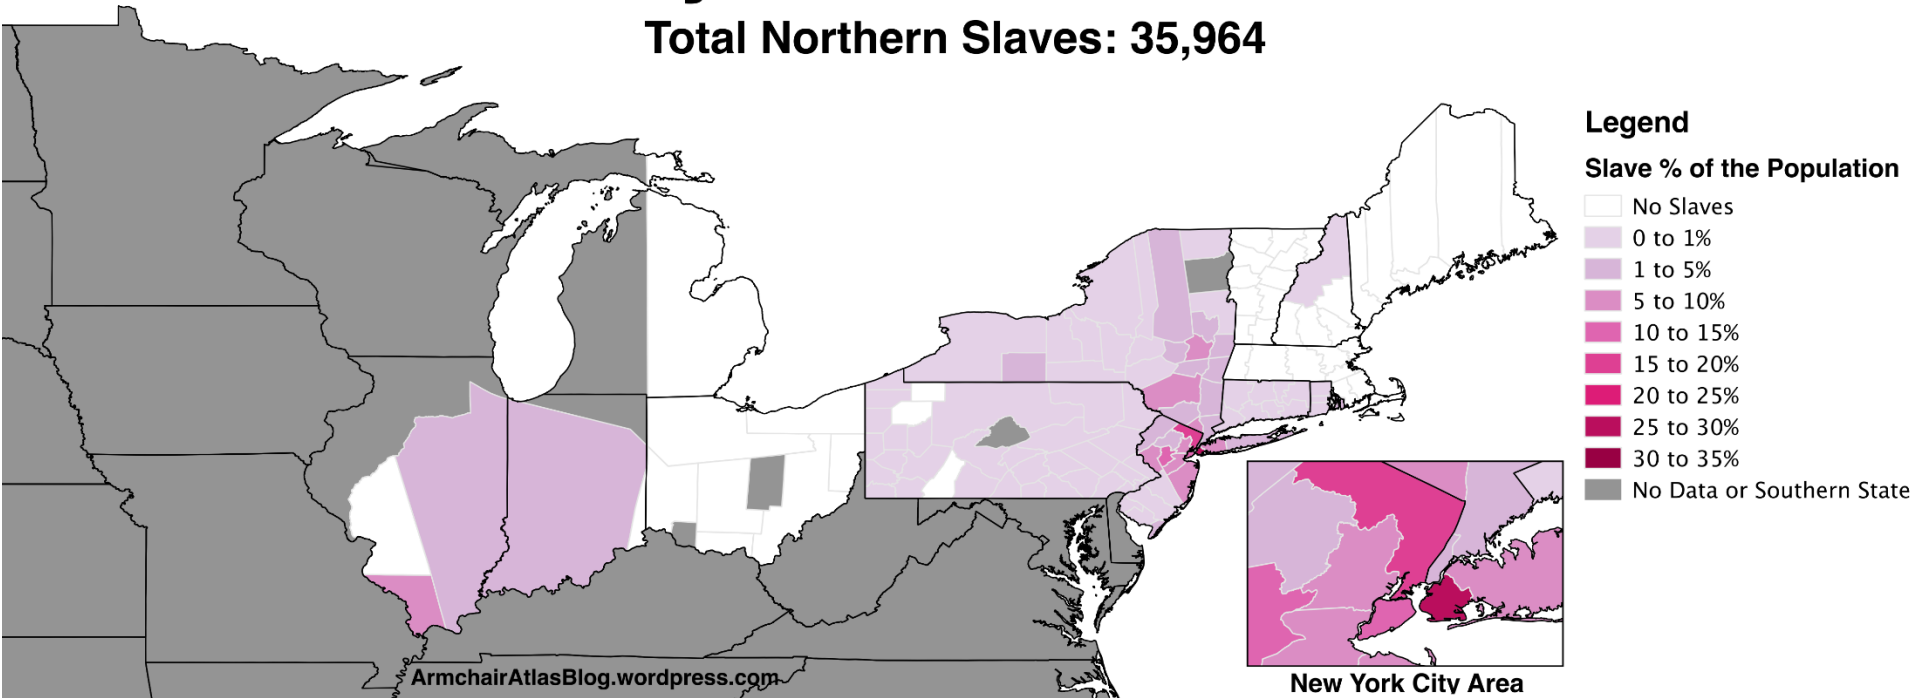 Total Northern Slaves: 35,964
Legend
Slave % of the Population
No Slaves
0 to 1%
1 to 5%
5 to 10%
10 to 15%
15 to 20%
20 to 25%
25 to 30%
30 to 35%
No Data or Southern State
ArmchairAtlasBlog.wordpress.com
New York City Area